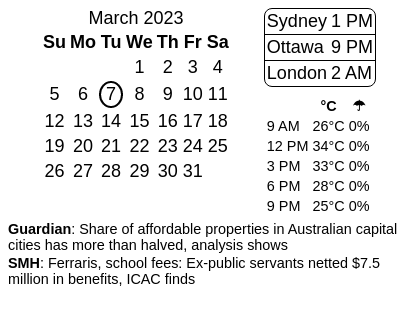 March 2023
Su Mo Tu We Th Fr Sa
1 2 3 4
5 6 7 8 9 10 11
12 13 14 15 16 17 18
19 20 21 22 23 24 25
26 27 28 29 30 31
Sydney 1 PM
Ottawa 9 PM
London 2 AM
°C ☂
9 AM 26°C 0%
12 PM 34°C 0%
3 PM 33°C 0%
6 PM 28°C 0%
9 PM 25°C 0%
Guardian: Share of affordable properties in Australian capital
cities has more than halved, analysis shows
SMH: Ferraris, school fees: Ex-public servants netted $7.5
million in benefits, ICAC finds